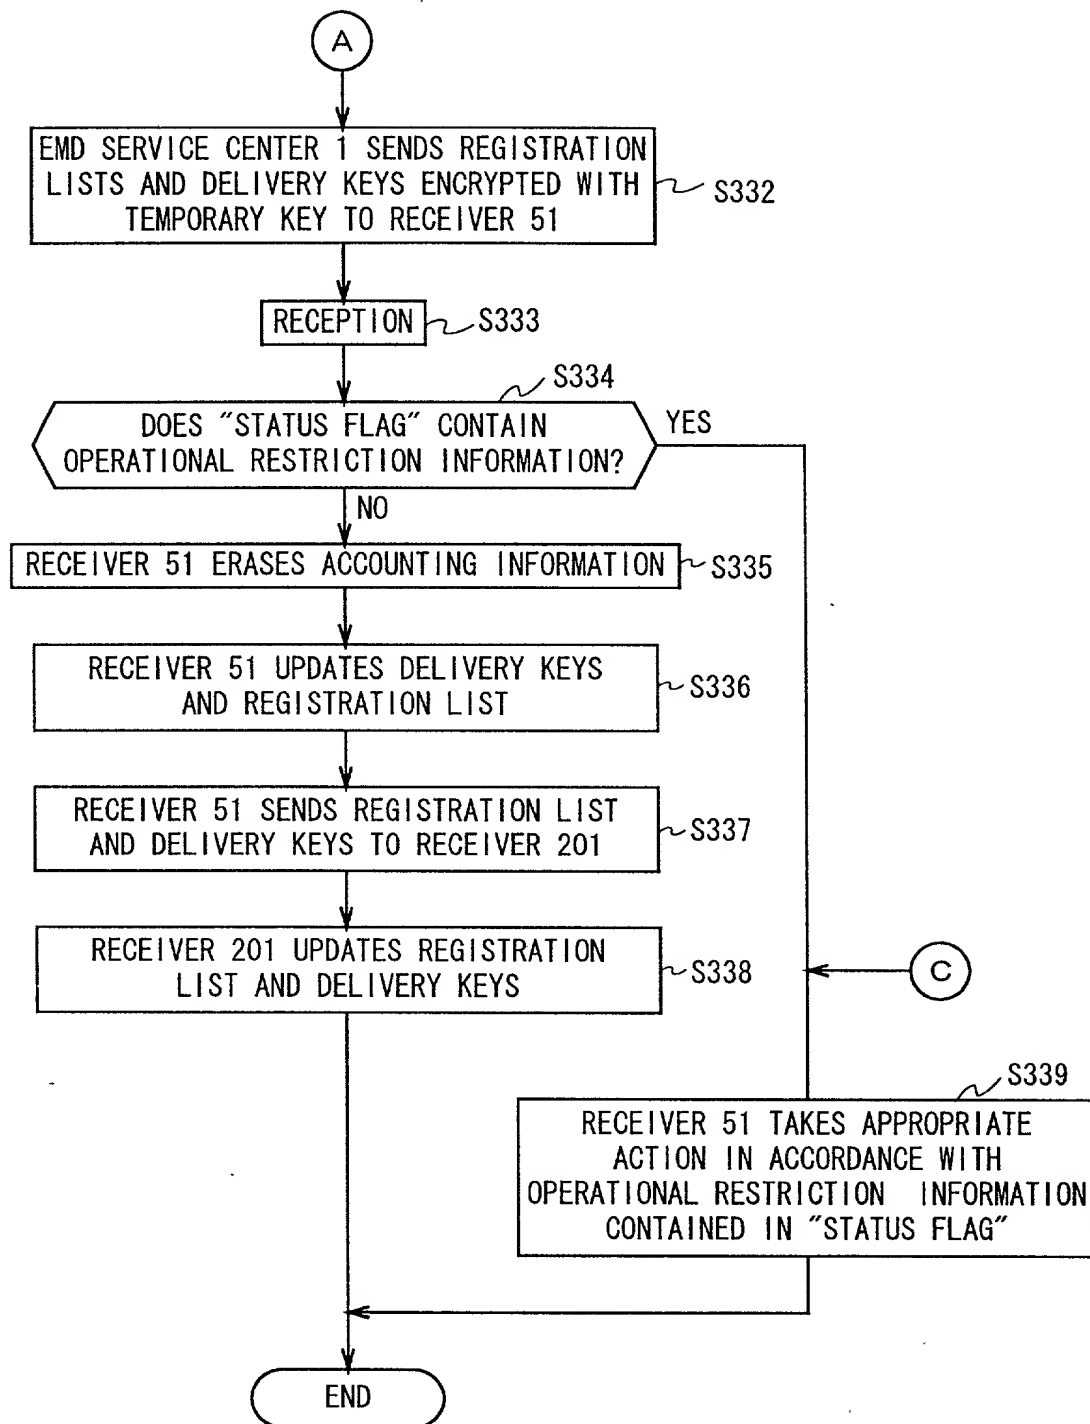 A
EMD SERVICE CENTER 1 SENDS REGISTRATION
LISTS AND DELIVERY KEYS ENCRYPTED WITH
TEMPORARY KEY TO RECEIVER 51
S332
RECEPTION
S333
S334
DOES "STATUS FLAG" CONTAIN
OPERATIONAL RESTRICTION INFORMATION?
YES
NO
RECEIVER 51 ERASES ACCOUNTING INFORMATION
S335
RECEIVER 51 UPDATES DELIVERY KEYS
AND REGISTRATION LIST
S336
RECEIVER 51 SENDS REGISTRATION LIST
AND DELIVERY KEYS TO RECEIVER 201
S337
RECEIVER 201 UPDATES REGISTRATION
LIST AND DELIVERY KEYS
S338
C
S339
RECEIVER 51 TAKES APPROPRIATE
ACTION IN ACCORDANCE WITH
OPERATIONAL RESTRICTION INFORMATION
CONTAINED IN "STATUS FLAG"
END